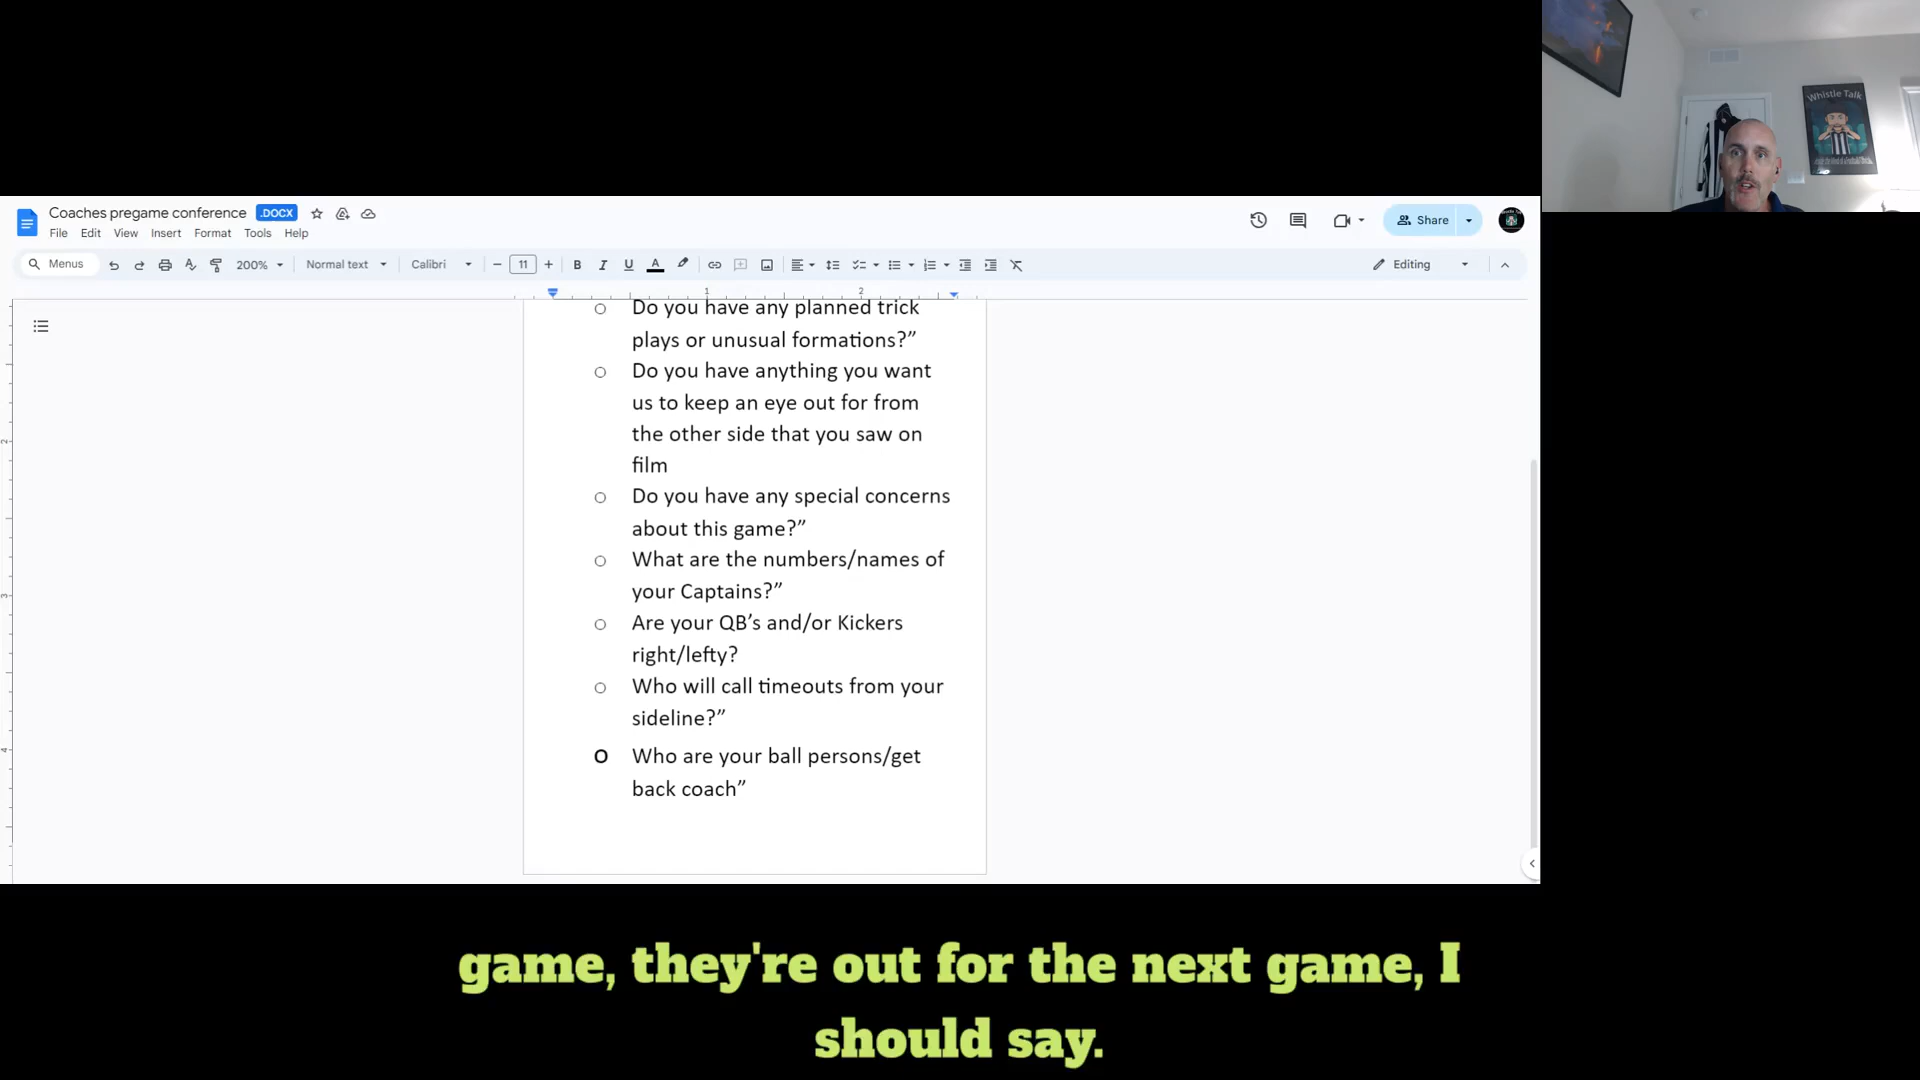 Whistle Talk
Coaches pregame conference .DOCX
File Edit View Insert Format Tools Help
Share
Menus 200% Normal text Calibri 11 B I U A Editing
1 2
Do you have any planned trick
plays or unusual formations?”
Do you have anything you want
us to keep an eye out for from
the other side that you saw on
film
Do you have any special concerns
about this game?”
What are the numbers/names of
your Captains?”
Are your QB’s and/or Kickers
right/lefty?
Who will call timeouts from your
sideline?”
O Who are your ball persons/get
back coach”
2
3
4
game, they're out for the next game, I
should say.